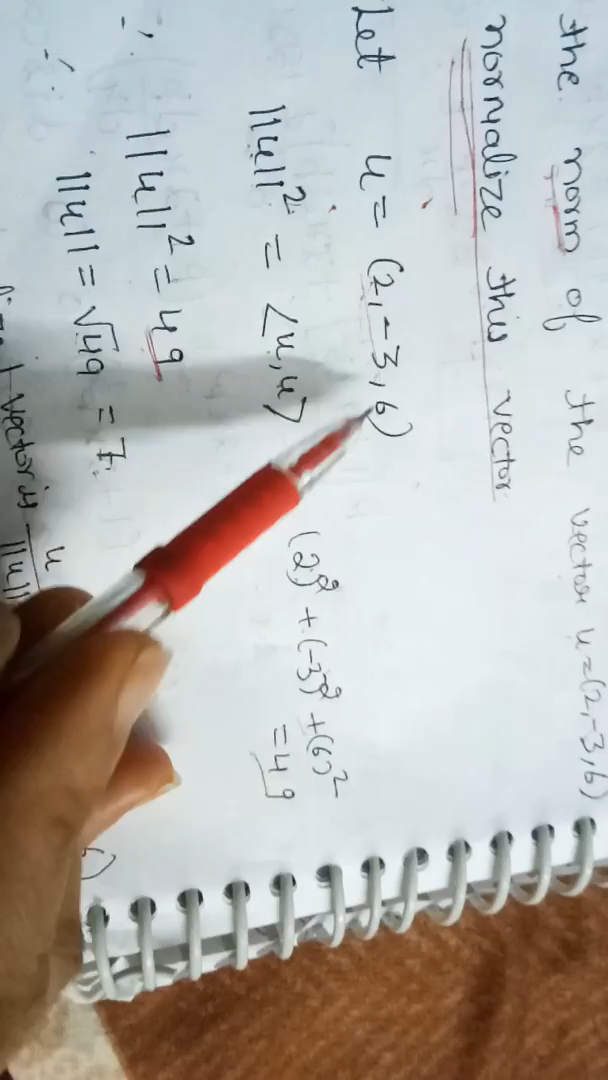 the norm of the vector u=(2,-3,6)
normalize this vector
Let u = (2,-3,6)
||u||² = <u,u> (2)² + (-3)² + (6)²
= 49
∴ ||u||² = 49
∴ ||u|| = √49 = 7.
vector is u
||u||
6)